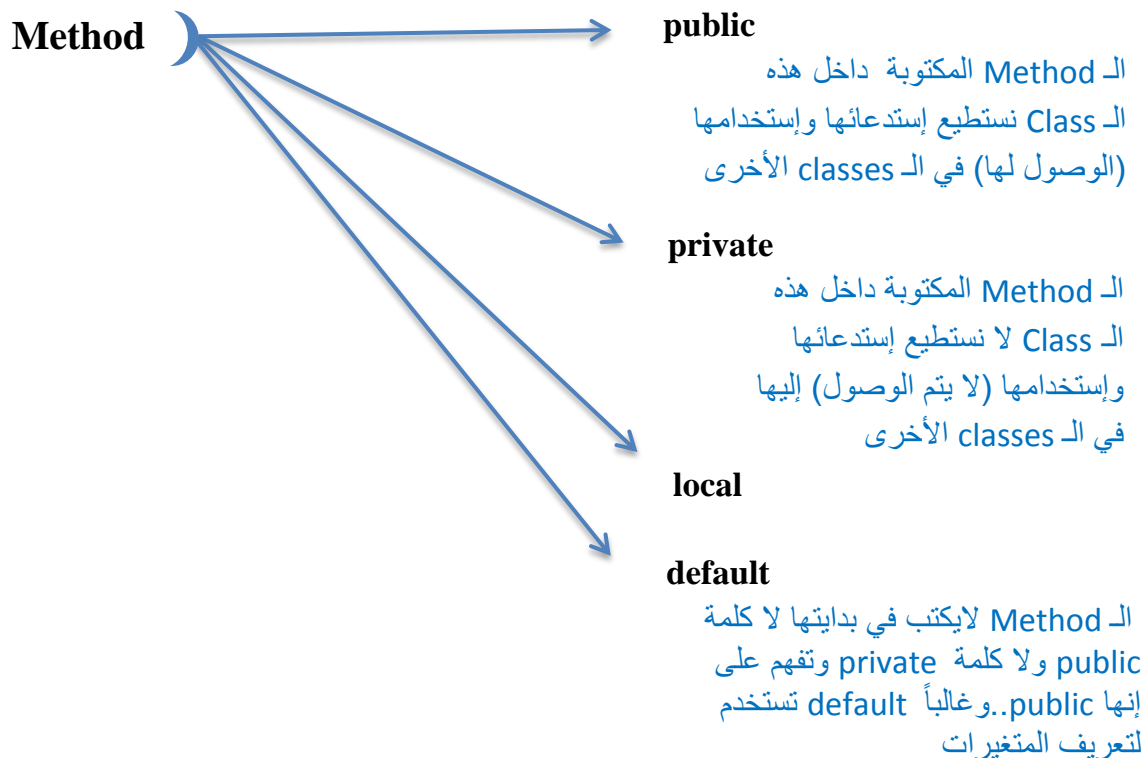 Method
public
الـ Method المكتوبة داخل هذه
الـ Class نستطيع إستدعائها وإستخدامها
(الوصول لها) في الـ classes الأخرى
private
الـ Method المكتوبة داخل هذه
الـ Class لا نستطيع إستدعائها
وإستخدامها (لا يتم الوصول) إليها
في الـ classes الأخرى
local
default
الـ Method لايكتب في بدايتها لا كلمة
public ولا كلمة private وتفهم على
إنها public..وغالباً default تستخدم
لتعريف المتغيرات